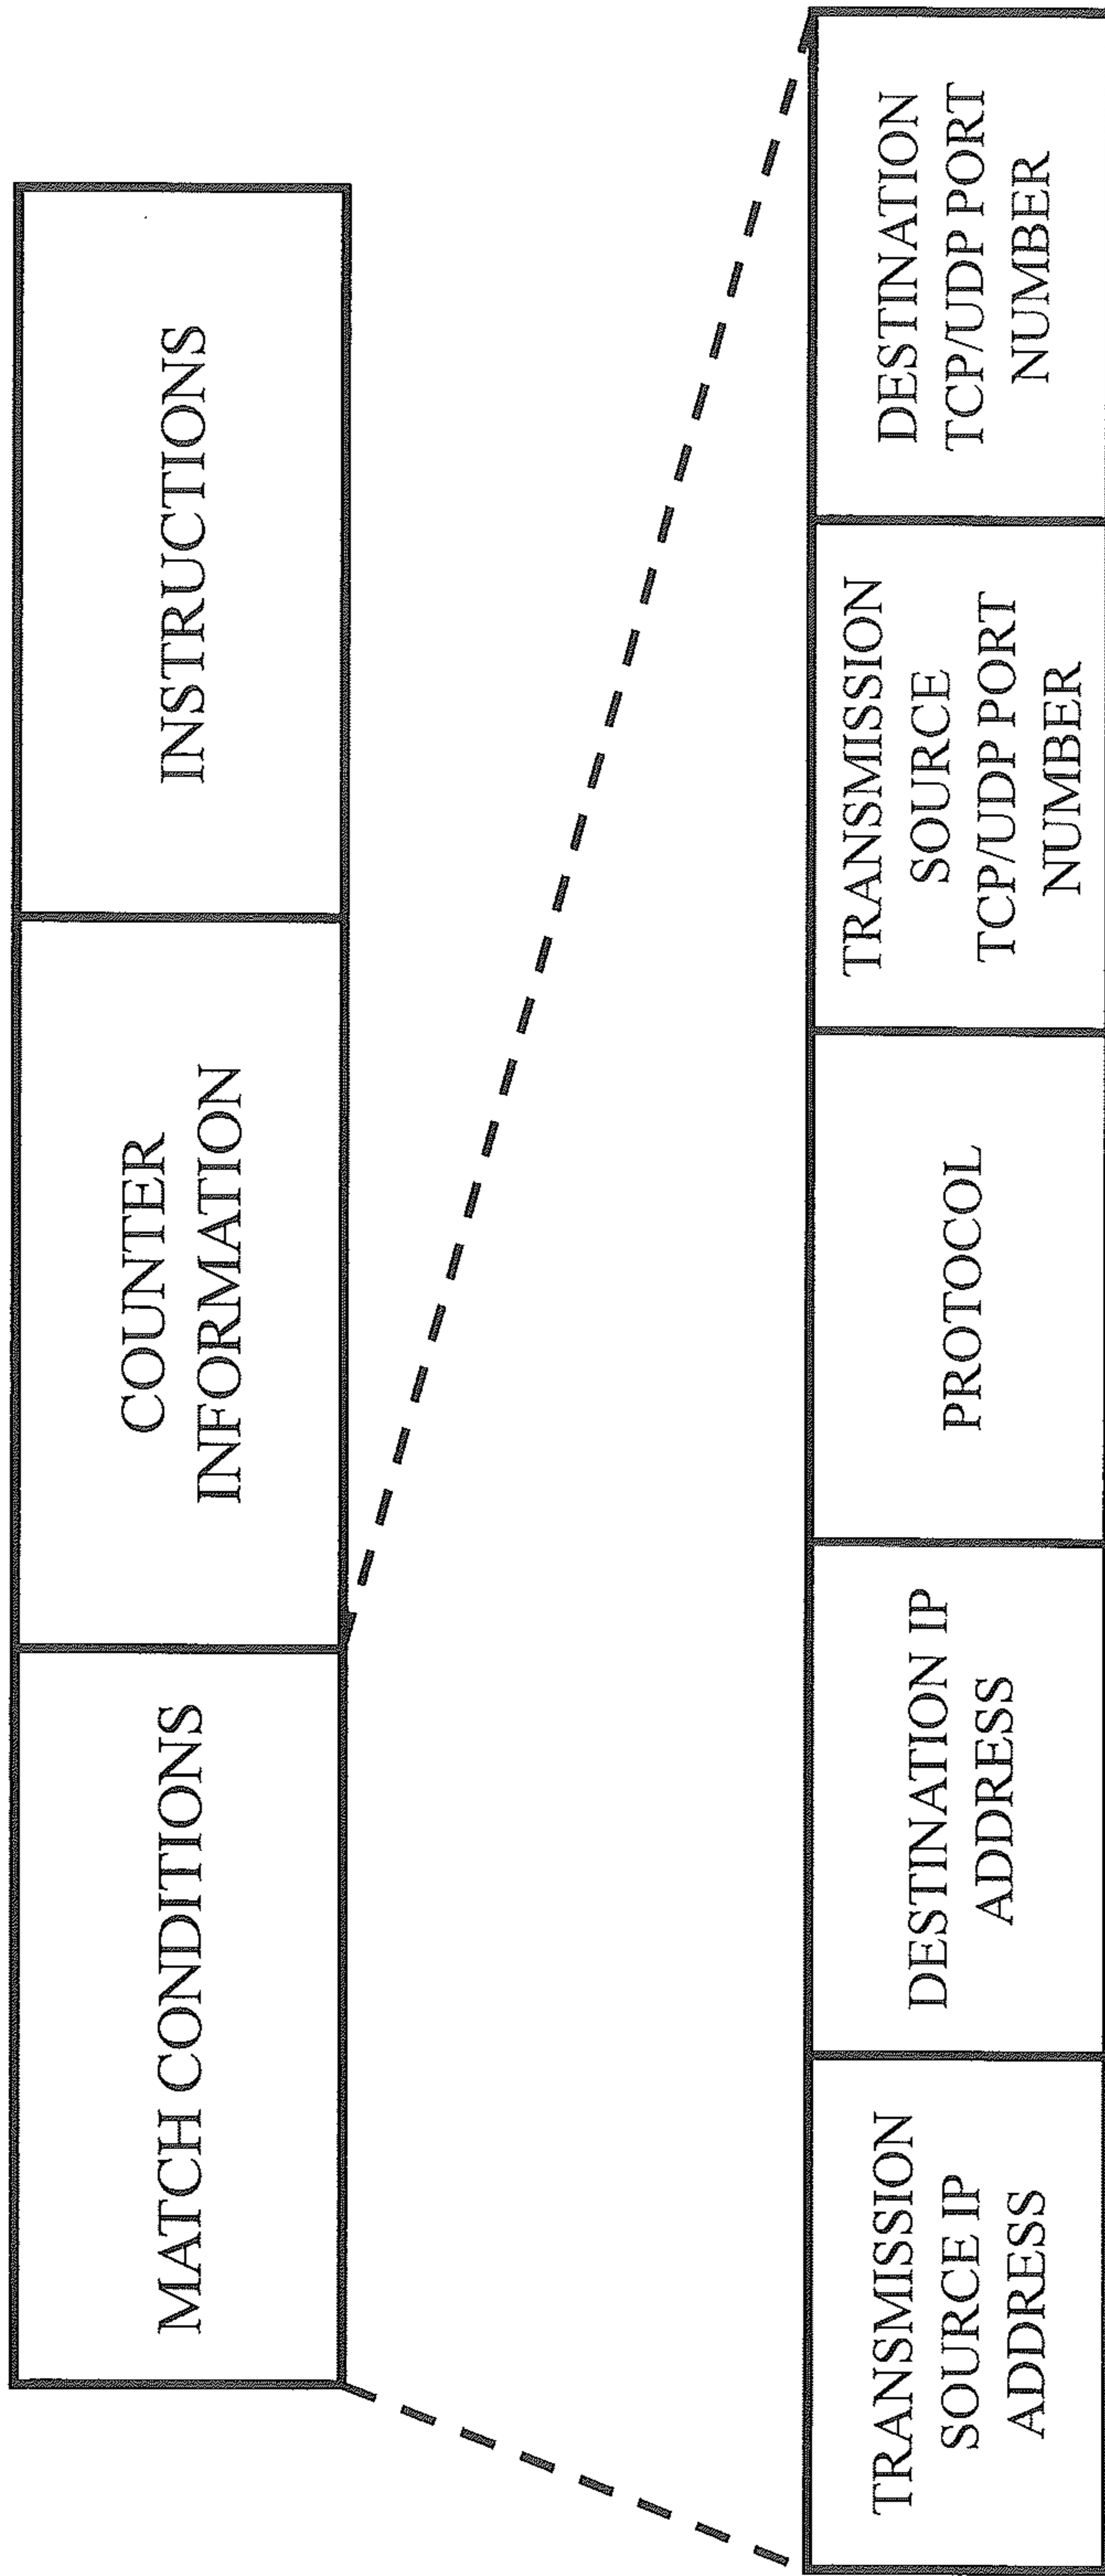 MATCH CONDITIONS
COUNTER
INFORMATION
INSTRUCTIONS
TRANSMISSION
SOURCE IP
ADDRESS
DESTINATION IP
ADDRESS
PROTOCOL
TRANSMISSION
SOURCE
TCP/UDP PORT
NUMBER
DESTINATION
TCP/UDP PORT
NUMBER